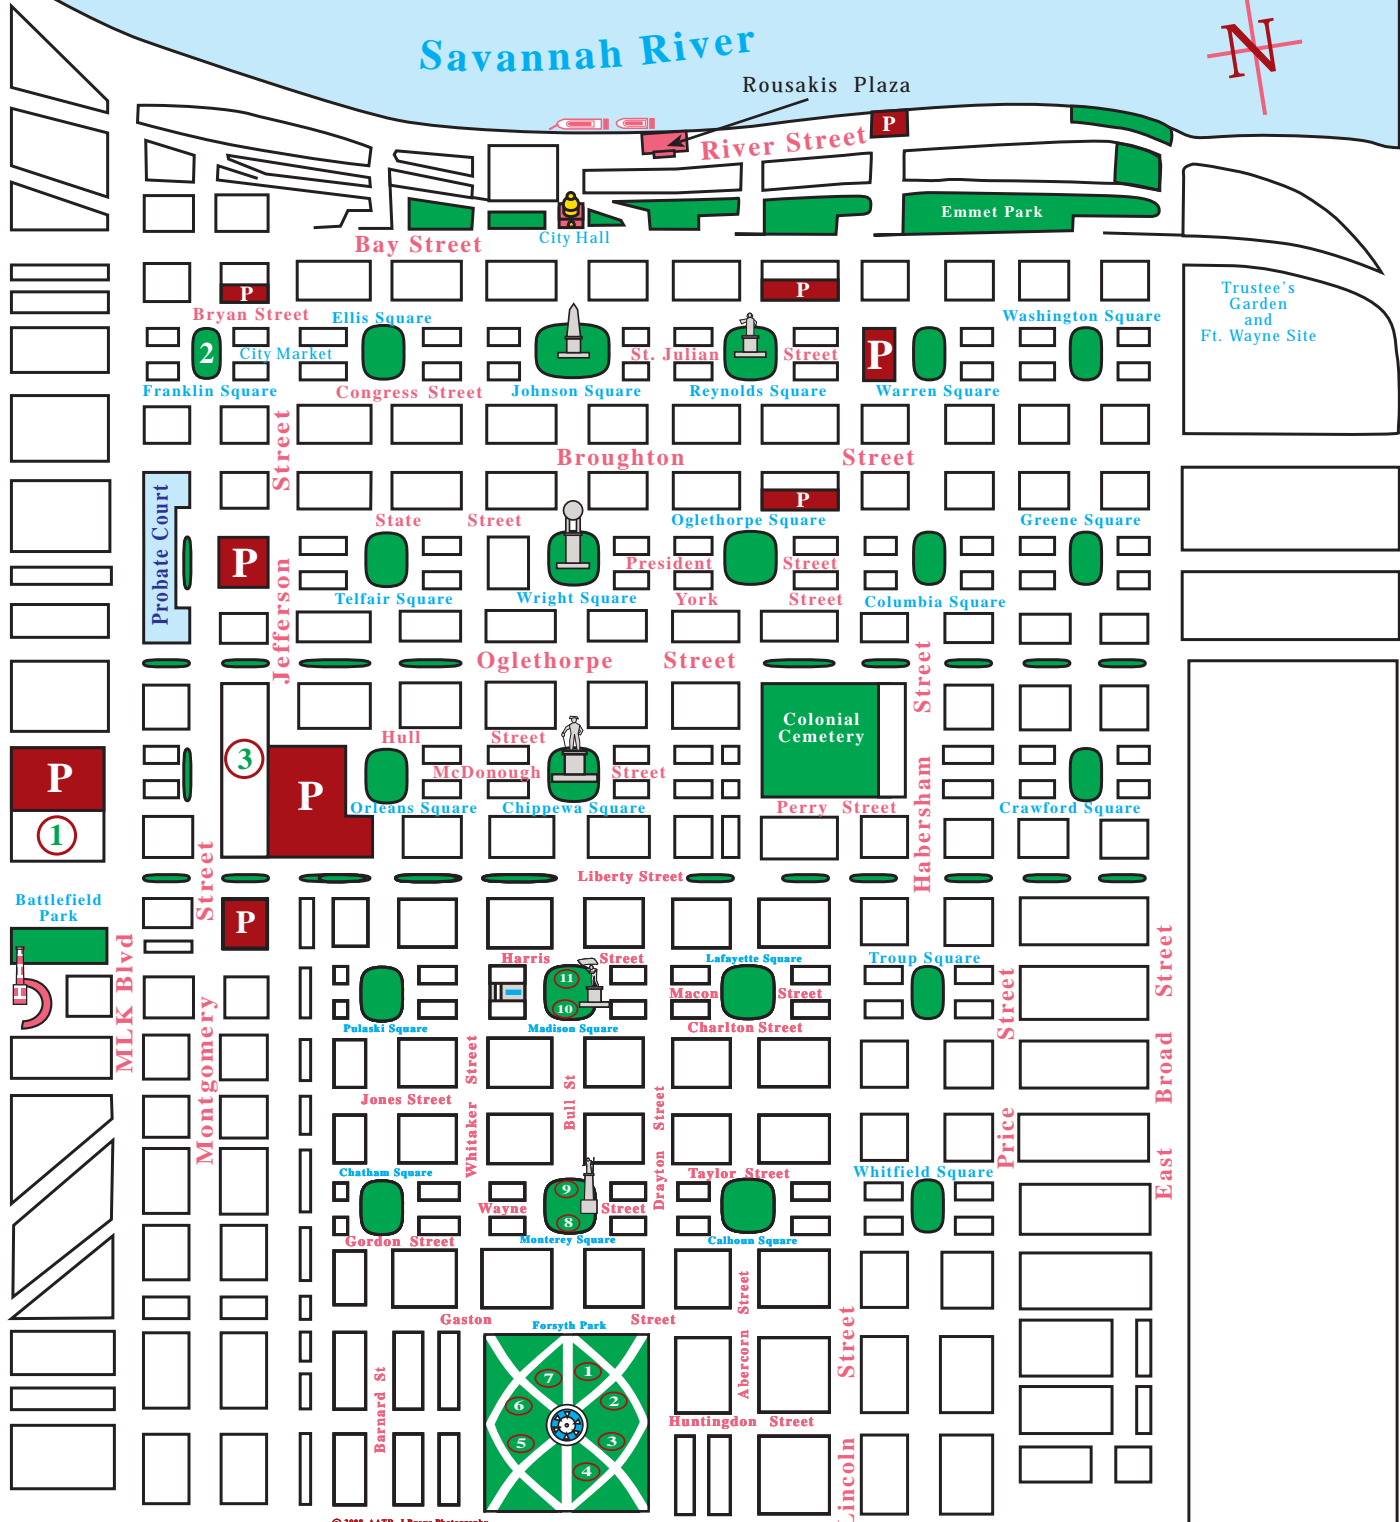 Savannah River
N
Rousakis Plaza
P
River Street
Emmet Park
City Hall
Bay Street
Trustee's
Garden
and
Ft. Wayne Site
P
P
Bryan Street
Ellis Square
Washington Square
2
City Market
St. Julian Street
P
Franklin Square
Congress Street
Johnson Square
Reynolds Square
Warren Square
Street
Broughton Street
Probate Court
P
State Street
Oglethorpe Square
Greene Square
P
President Street
Jefferson
Telfair Square
Wright Square
York Street
Columbia Square
Oglethorpe Street
Street
Colonial
Cemetery
Hull Street
3
P
P
McDonough Street
Habersham
Orleans Square
Chippewa Square
Perry Street
Crawford Square
1
Street
Liberty Street
Battlefield
Park
P
MLK Blvd
Harris Street
Lafayette Square
Troup Square
Street
11
Macon Street
10
Street
Pulaski Square
Madison Square
Charlton Street
Montgomery
Street
Bull St
Street
Broad
Jones Street
Whitaker
Price
Drayton
East
Chatham Square
Taylor Street
Whitfield Square
9
Wayne Street
8
Gordon Street
Monterey Square
Calhoun Square
Street
Gaston Street
Forsyth Park
Street
Abercorn
Barnard St
7
1
6
2
5
3
4
Huntingdon Street
Lincoln
© 2008 AATB, J Byous Photography